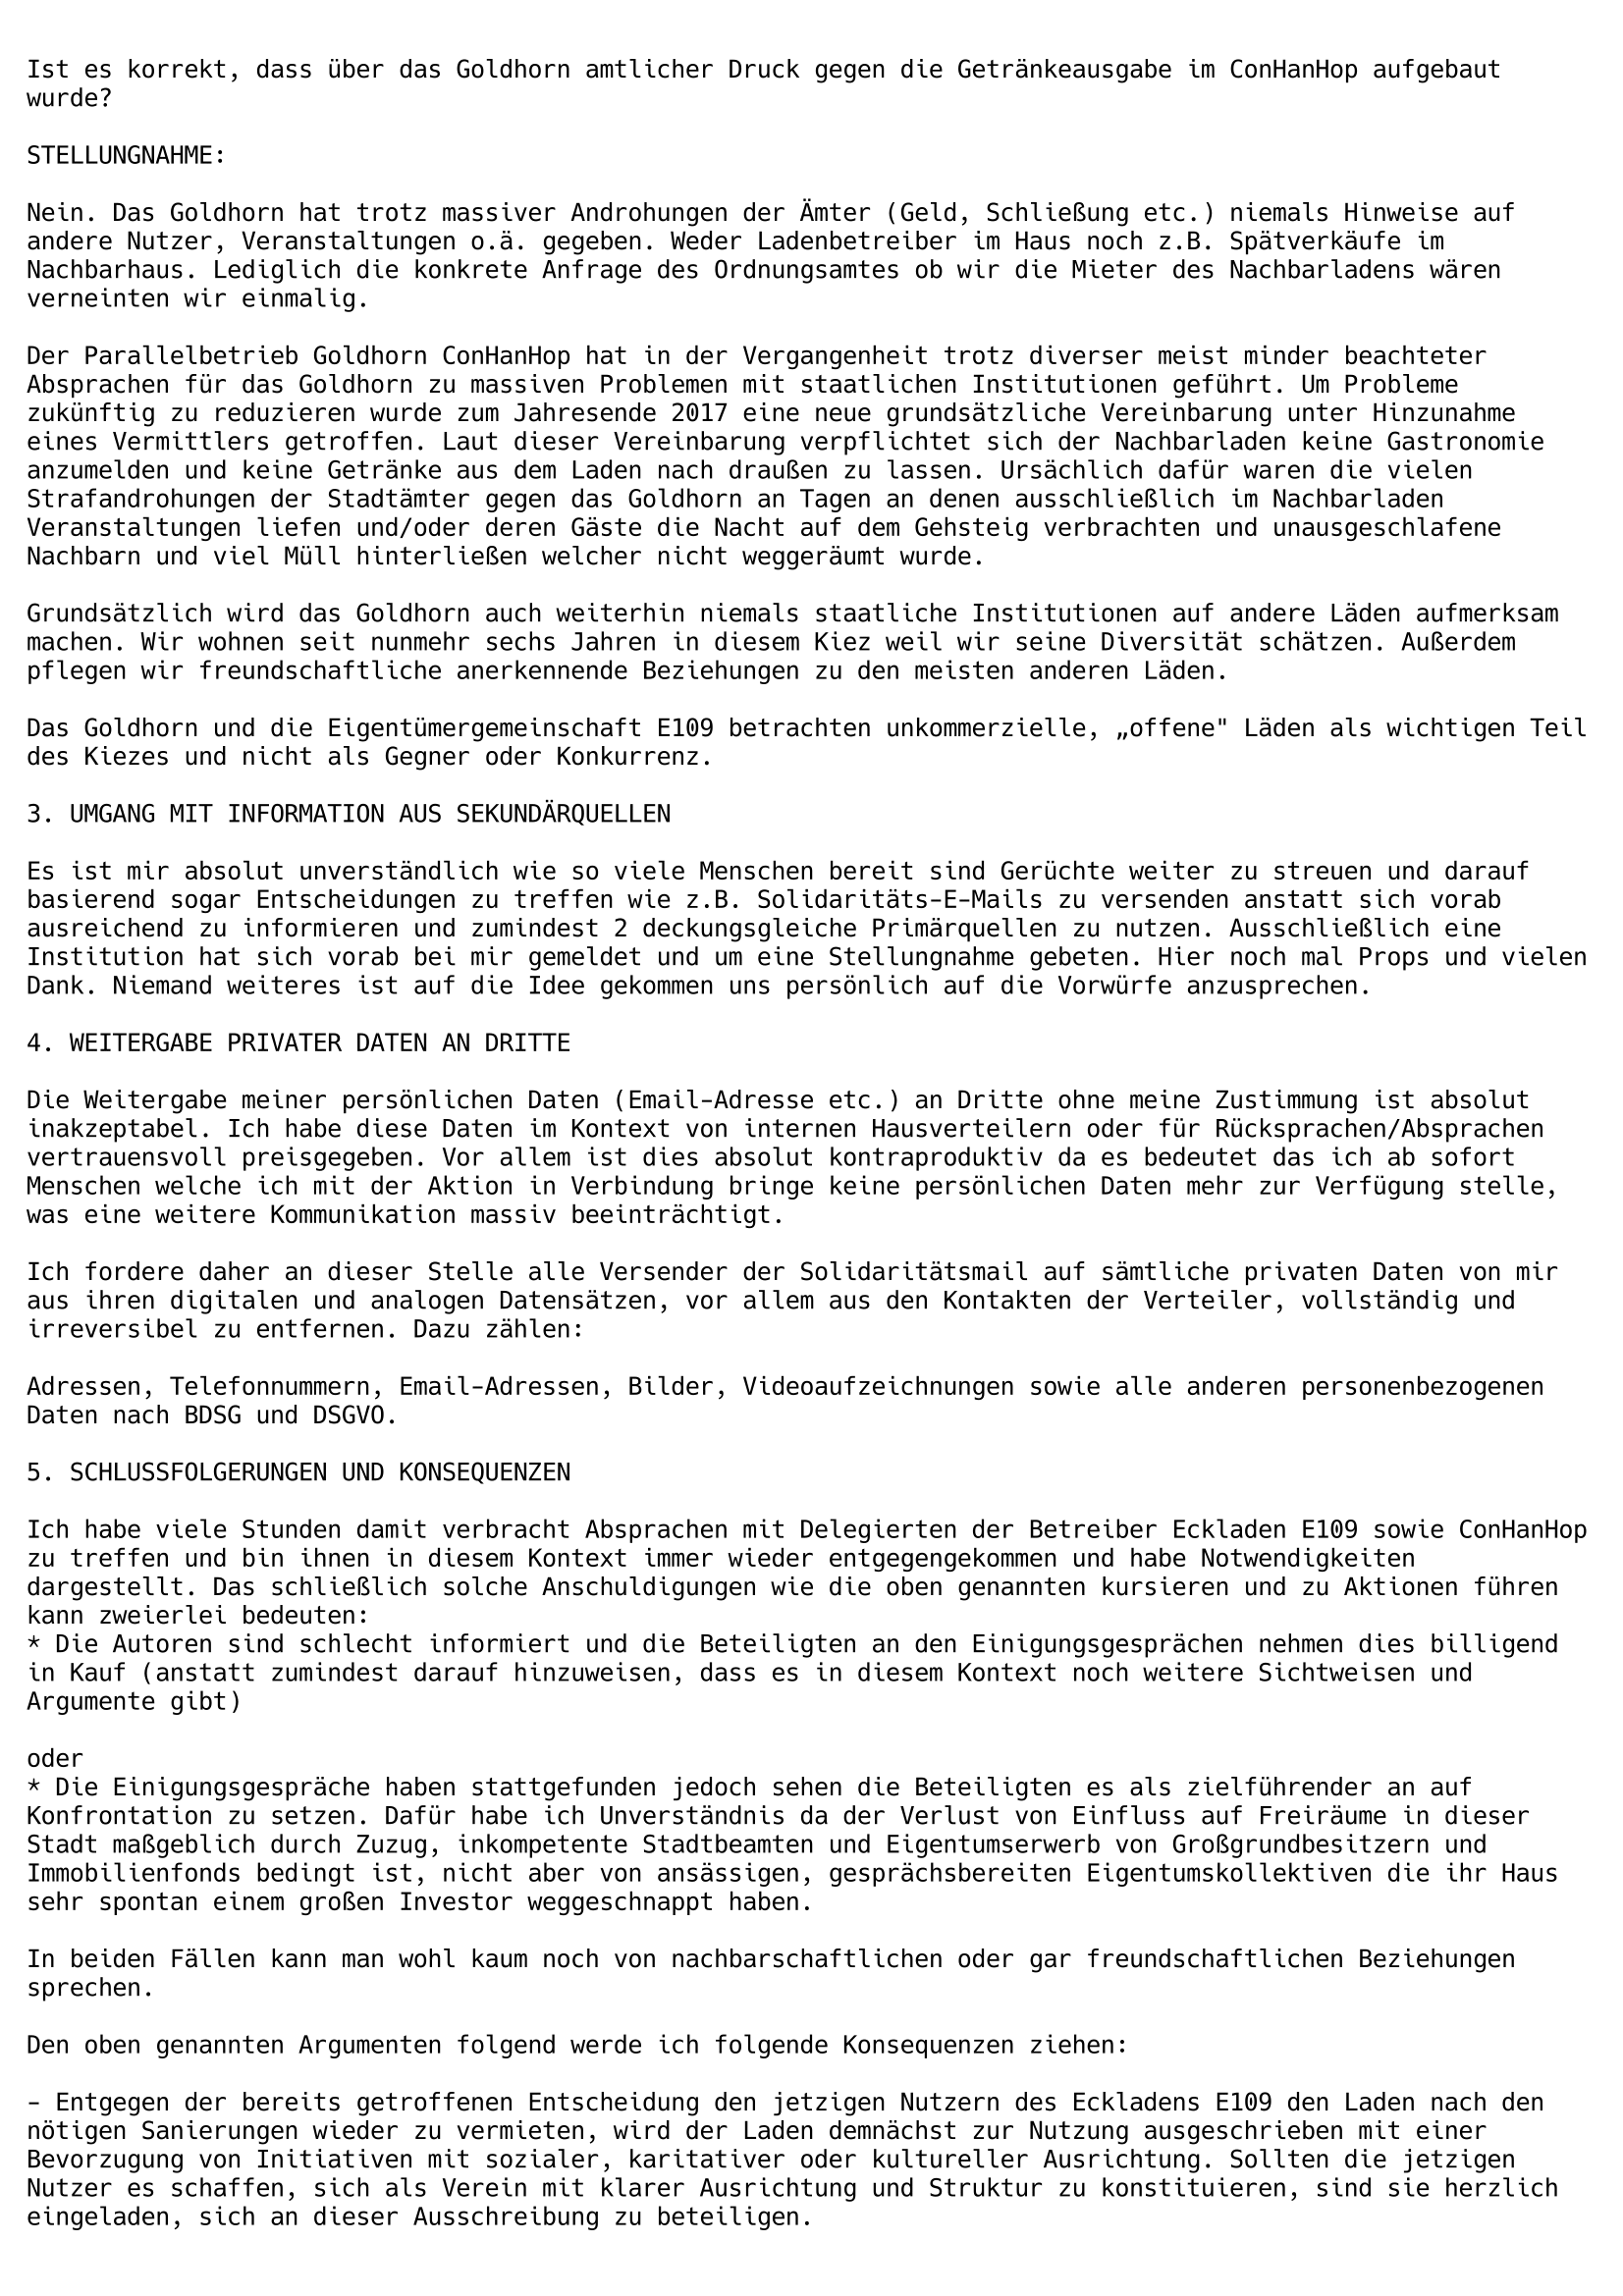 Ist es korrekt, dass über das Goldhorn amtlicher Druck gegen die Getränkeausgabe im ConHanHop aufgebaut
wurde?
STELLUNGNAHME:
Nein. Das Goldhorn hat trotz massiver Androhungen der Ämter (Geld, Schließung etc.) niemals Hinweise auf
andere Nutzer, Veranstaltungen o.ä. gegeben. Weder Ladenbetreiber im Haus noch z.B. Spätverkäufe im
Nachbarhaus. Lediglich die konkrete Anfrage des Ordnungsamtes ob wir die Mieter des Nachbarladens wären
verneinten wir einmalig.
Der Parallelbetrieb Goldhorn ConHanHop hat in der Vergangenheit trotz diverser meist minder beachteter
Absprachen für das Goldhorn zu massiven Problemen mit staatlichen Institutionen geführt. Um Probleme
zukünftig zu reduzieren wurde zum Jahresende 2017 eine neue grundsätzliche Vereinbarung unter Hinzunahme
eines Vermittlers getroffen. Laut dieser Vereinbarung verpflichtet sich der Nachbarladen keine Gastronomie
anzumelden und keine Getränke aus dem Laden nach draußen zu lassen. Ursächlich dafür waren die vielen
Strafandrohungen der Stadtämter gegen das Goldhorn an Tagen an denen ausschließlich im Nachbarladen
Veranstaltungen liefen und/oder deren Gäste die Nacht auf dem Gehsteig verbrachten und unausgeschlafene
Nachbarn und viel Müll hinterließen welcher nicht weggeräumt wurde.
Grundsätzlich wird das Goldhorn auch weiterhin niemals staatliche Institutionen auf andere Läden aufmerksam
machen. Wir wohnen seit nunmehr sechs Jahren in diesem Kiez weil wir seine Diversität schätzen. Außerdem
pflegen wir freundschaftliche anerkennende Beziehungen zu den meisten anderen Läden.
Das Goldhorn und die Eigentümergemeinschaft E109 betrachten unkommerzielle, „offene" Läden als wichtigen Teil
des Kiezes und nicht als Gegner oder Konkurrenz.
3. UMGANG MIT INFORMATION AUS SEKUNDÄRQUELLEN
Es ist mir absolut unverständlich wie so viele Menschen bereit sind Gerüchte weiter zu streuen und darauf
basierend sogar Entscheidungen zu treffen wie z.B. Solidaritäts-E-Mails zu versenden anstatt sich vorab
ausreichend zu informieren und zumindest 2 deckungsgleiche Primärquellen zu nutzen. Ausschließlich eine
Institution hat sich vorab bei mir gemeldet und um eine Stellungnahme gebeten. Hier noch mal Props und vielen
Dank. Niemand weiteres ist auf die Idee gekommen uns persönlich auf die Vorwürfe anzusprechen.
4. WEITERGABE PRIVATER DATEN AN DRITTE
Die Weitergabe meiner persönlichen Daten (Email-Adresse etc.) an Dritte ohne meine Zustimmung ist absolut
inakzeptabel. Ich habe diese Daten im Kontext von internen Hausverteilern oder für Rücksprachen/Absprachen
vertrauensvoll preisgegeben. Vor allem ist dies absolut kontraproduktiv da es bedeutet das ich ab sofort
Menschen welche ich mit der Aktion in Verbindung bringe keine persönlichen Daten mehr zur Verfügung stelle,
was eine weitere Kommunikation massiv beeinträchtigt.
Ich fordere daher an dieser Stelle alle Versender der Solidaritätsmail auf sämtliche privaten Daten von mir
aus ihren digitalen und analogen Datensätzen, vor allem aus den Kontakten der Verteiler, vollständig und
irreversibel zu entfernen. Dazu zählen:
Adressen, Telefonnummern, Email-Adressen, Bilder, Videoaufzeichnungen sowie alle anderen personenbezogenen
Daten nach BDSG und DSGVO.
5. SCHLUSSFOLGERUNGEN UND KONSEQUENZEN
Ich habe viele Stunden damit verbracht Absprachen mit Delegierten der Betreiber Eckladen E109 sowie ConHanHop
zu treffen und bin ihnen in diesem Kontext immer wieder entgegengekommen und habe Notwendigkeiten
dargestellt. Das schließlich solche Anschuldigungen wie die oben genannten kursieren und zu Aktionen führen
kann zweierlei bedeuten:
* Die Autoren sind schlecht informiert und die Beteiligten an den Einigungsgesprächen nehmen dies billigend
in Kauf (anstatt zumindest darauf hinzuweisen, dass es in diesem Kontext noch weitere Sichtweisen und
Argumente gibt)
oder
* Die Einigungsgespräche haben stattgefunden jedoch sehen die Beteiligten es als zielführender an auf
Konfrontation zu setzen. Dafür habe ich Unverständnis da der Verlust von Einfluss auf Freiräume in dieser
Stadt maßgeblich durch Zuzug, inkompetente Stadtbeamten und Eigentumserwerb von Großgrundbesitzern und
Immobilienfonds bedingt ist, nicht aber von ansässigen, gesprächsbereiten Eigentumskollektiven die ihr Haus
sehr spontan einem großen Investor weggeschnappt haben.
In beiden Fällen kann man wohl kaum noch von nachbarschaftlichen oder gar freundschaftlichen Beziehungen
sprechen.
Den oben genannten Argumenten folgend werde ich folgende Konsequenzen ziehen:
- Entgegen der bereits getroffenen Entscheidung den jetzigen Nutzern des Eckladens E109 den Laden nach den
nötigen Sanierungen wieder zu vermieten, wird der Laden demnächst zur Nutzung ausgeschrieben mit einer
Bevorzugung von Initiativen mit sozialer, karitativer oder kultureller Ausrichtung. Sollten die jetzigen
Nutzer es schaffen, sich als Verein mit klarer Ausrichtung und Struktur zu konstituieren, sind sie herzlich
eingeladen, sich an dieser Ausschreibung zu beteiligen.